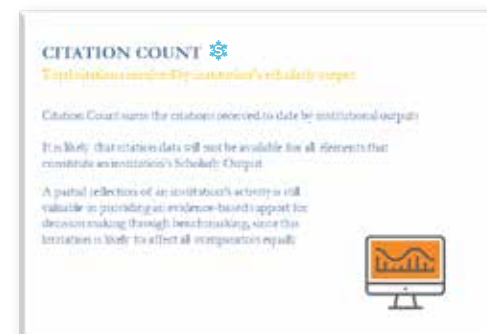 CITATION COUNT
Total citations received by institution's scholarly output
Citation Count sums the citations received to date by institutional outputs
It is likely that citation data will not be available for all elements that
constitute an institution's Scholarly Output
A partial reflection of an institution's activity is still
valuable in providing an evidence-based support for
decision making through benchmarking, since this
limitation is likely to affect all comparators equally